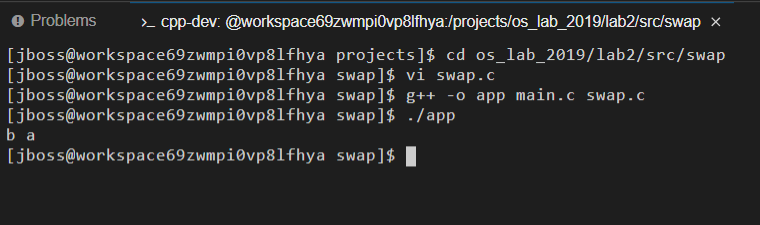 Problems
>_ cpp-dev: @workspace69zwmpi0vp8lfhya:/projects/os_lab_2019/lab2/src/swap ×
[jboss@workspace69zwmpi0vp8lfhya projects]$ cd os_lab_2019/lab2/src/swap
[jboss@workspace69zwmpi0vp8lfhya swap]$ vi swap.c
[jboss@workspace69zwmpi0vp8lfhya swap]$ g++ -o app main.c swap.c
[jboss@workspace69zwmpi0vp8lfhya swap]$ ./app
b a
[jboss@workspace69zwmpi0vp8lfhya swap]$